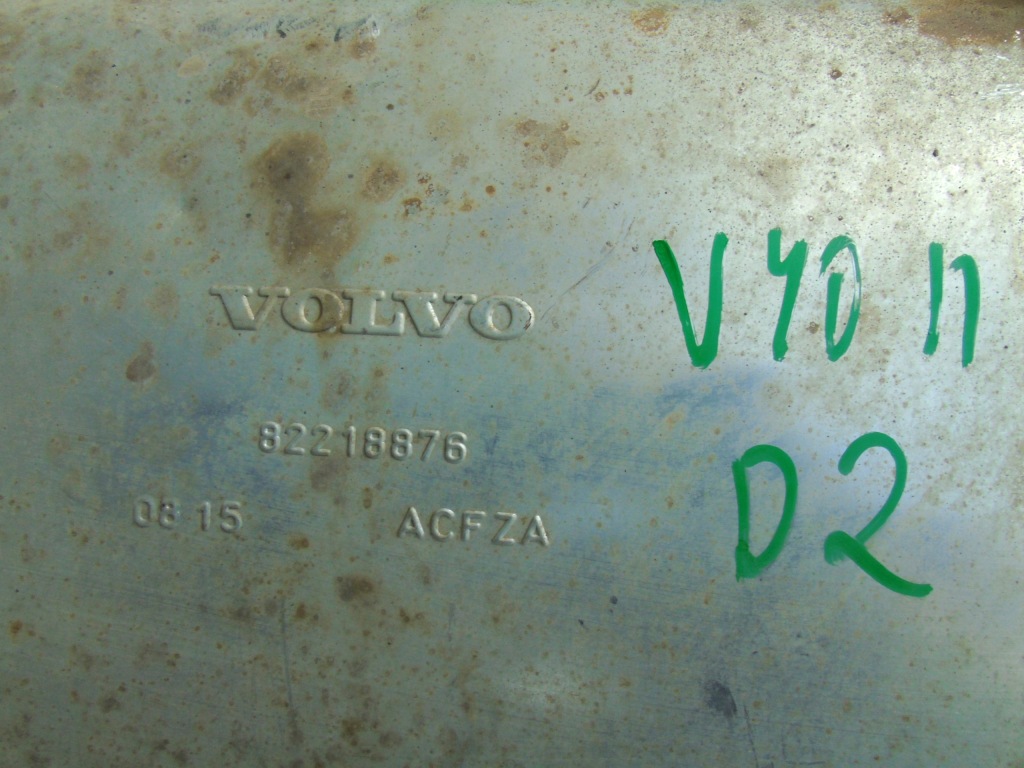 VOLVO
V40 II
82218876
D2
08 15 ACFZA